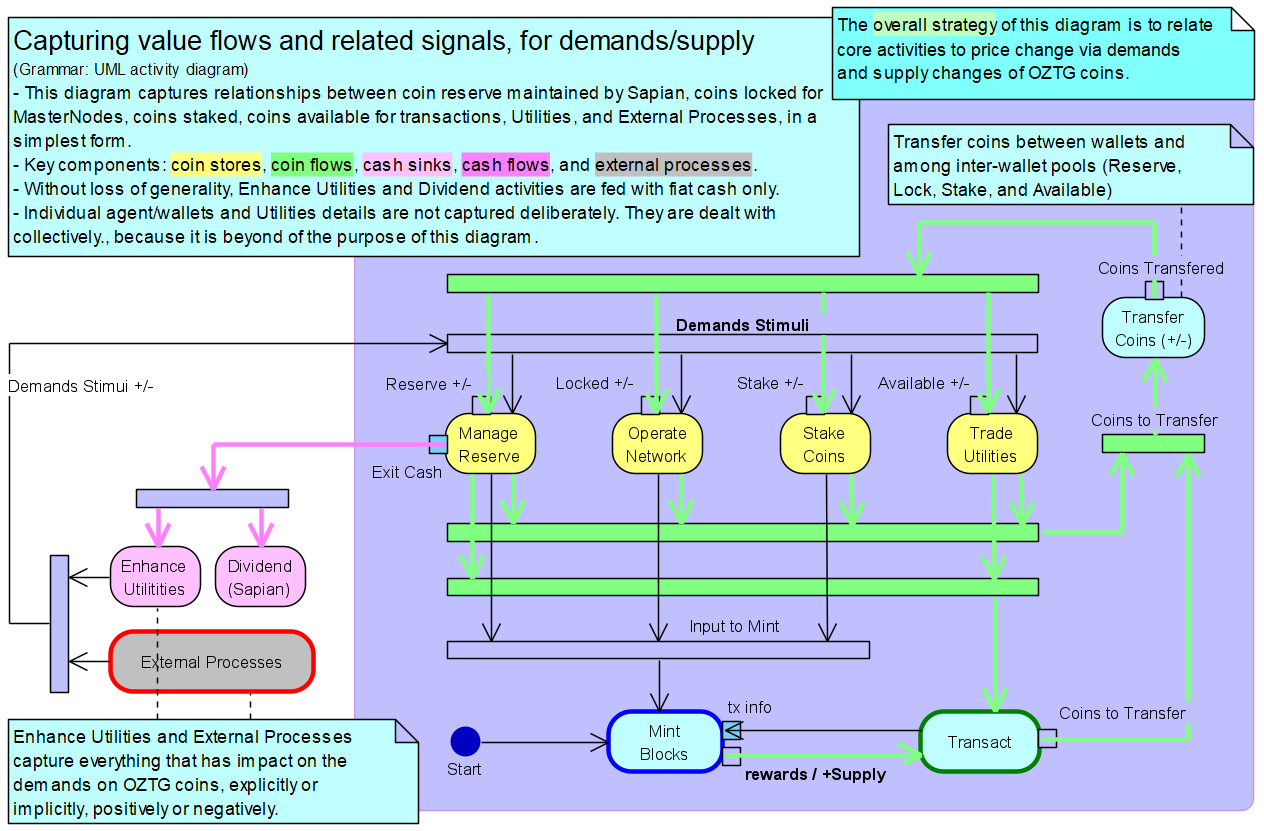 Capturing value flows and related signals, for demands/supply
(Grammar: UML activity diagram)
- This diagram captures relationships between coin reserve maintained by Sapian, coins locked for
MasterNodes, coins staked, coins available for transactions, Utilities, and External Processes, in a
simplest form.
- Key components: coin stores, coin flows, cash sinks, cash flows, and external processes.
- Without loss of generality, Enhance Utilities and Dividend activities are fed with fiat cash only.
- Individual agent/wallets and Utilities details are not captured deliberately. They are dealt with
collectively., because it is beyond of the purpose of this diagram.
The overall strategy of this diagram is to relate
core activities to price change via demands
and supply changes of OZTG coins.
Transfer coins between wallets and
among inter-wallet pools (Reserve,
Lock, Stake, and Available)
Coins Transfered
Transfer
Coins (+/-)
Demands Stimuli
Demands Stimui +/-
Reserve +/-
Locked +/-
Stake +/-
Available +/-
Coins to Transfer
Manage
Reserve
Operate
Network
Stake
Coins
Trade
Utilities
Exit Cash
Enhance
Utilitities
Dividend
(Sapian)
External Processes
Input to Mint
tx info
Coins to Transfer
Start
Mint
Blocks
Transact
rewards / +Supply
Enhance Utilities and External Processes
capture everything that has impact on the
demands on OZTG coins, explicitly or
implicitly, positively or negatively.